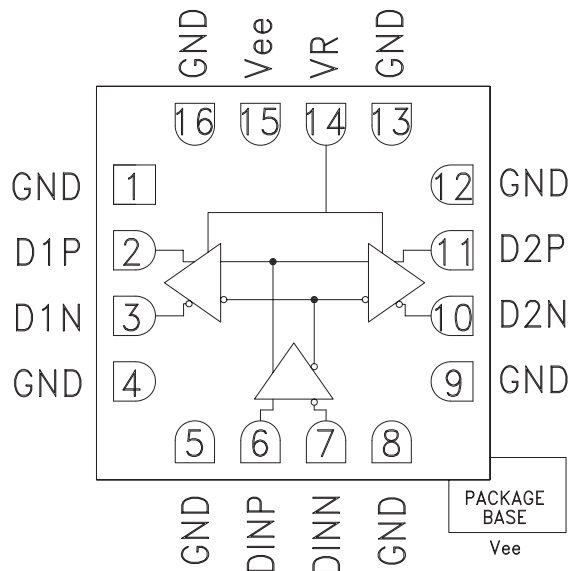 GND
Vee
VR
GND
16
15
14
13
GND 1
12 GND
D1P 2
11 D2P
D1N 3
10 D2N
GND 4
9 GND
5
6
7
8
GND
DINP
DINN
GND
PACKAGE
BASE
Vee